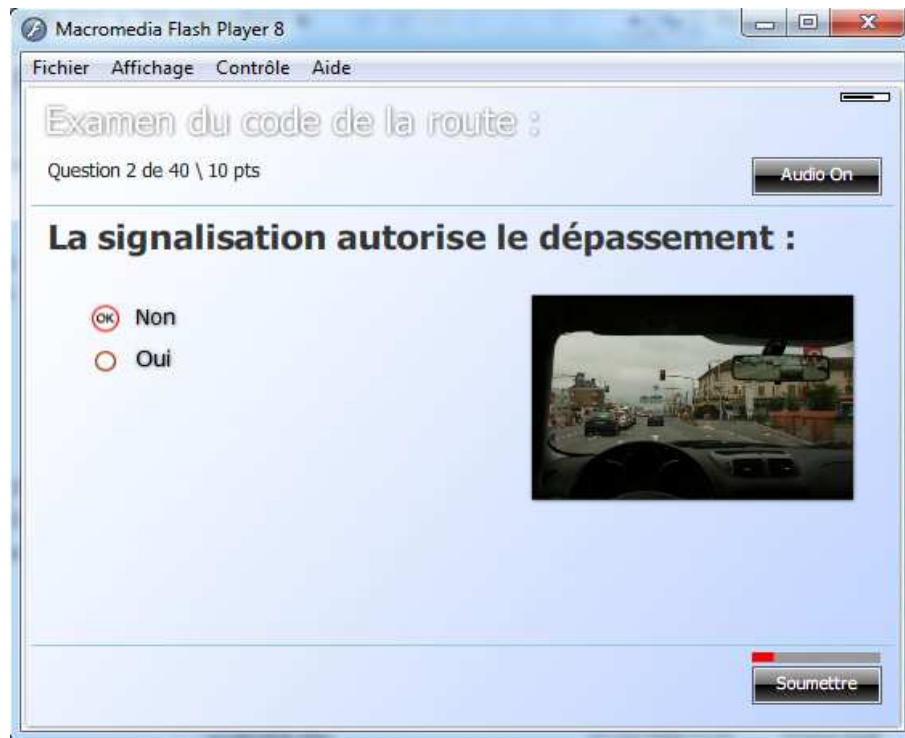 Macromedia Flash Player 8
Fichier Affichage Contrôle Aide
Examen du code de la route :
Question 2 de 40 \ 10 pts
Audio On
La signalisation autorise le dépassement :
OK Non
Oui
Soumettre